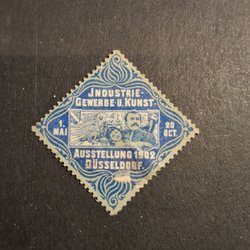 JNDUSTRIE-
GEWERBE-U.KUNST-
1.
MAI
20
OCT.
AUSSTELLUNG 1902
DÜSSELDORF.